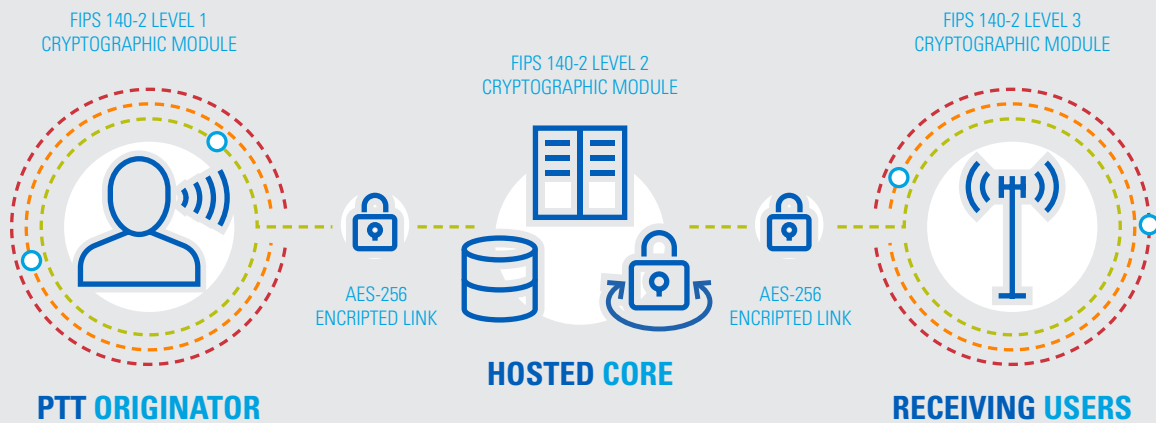 FIPS 140-2 LEVEL 1
CRYPTOGRAPHIC MODULE
FIPS 140-2 LEVEL 2
CRYPTOGRAPHIC MODULE
FIPS 140-2 LEVEL 3
CRYPTOGRAPHIC MODULE
AES-256
ENCRIPTED LINK
AES-256
ENCRIPTED LINK
PTT ORIGINATOR
HOSTED CORE
RECEIVING USERS